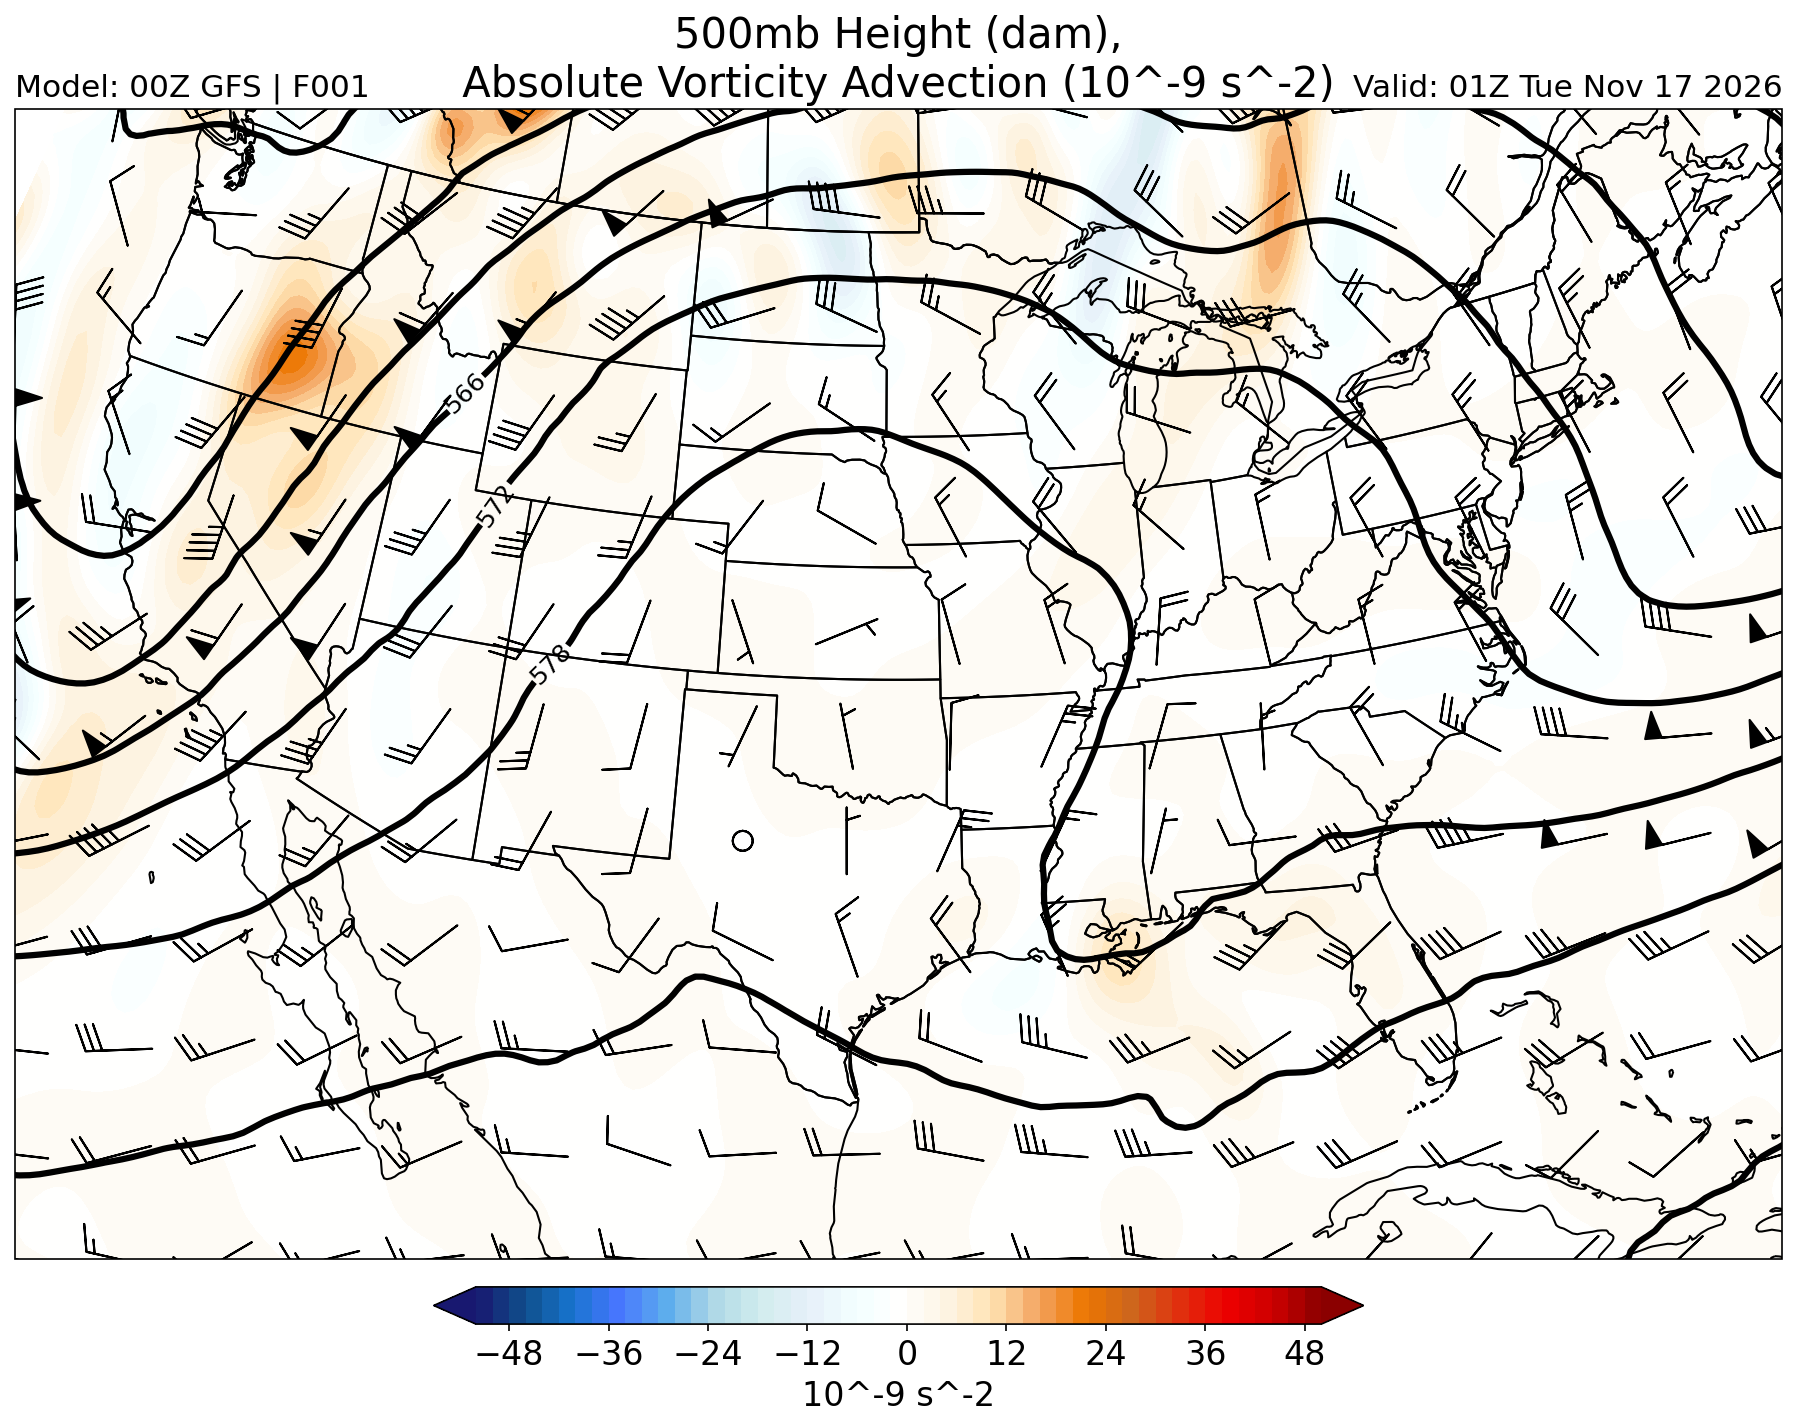 500mb Height (dam),
Model: 00Z GFS | F001 Absolute Vorticity Advection (10^-9 s^-2) Valid: 01Z Tue Nov 17 2026
566
572
578
−48 −36 −24 −12 0 12 24 36 48
10^-9 s^-2